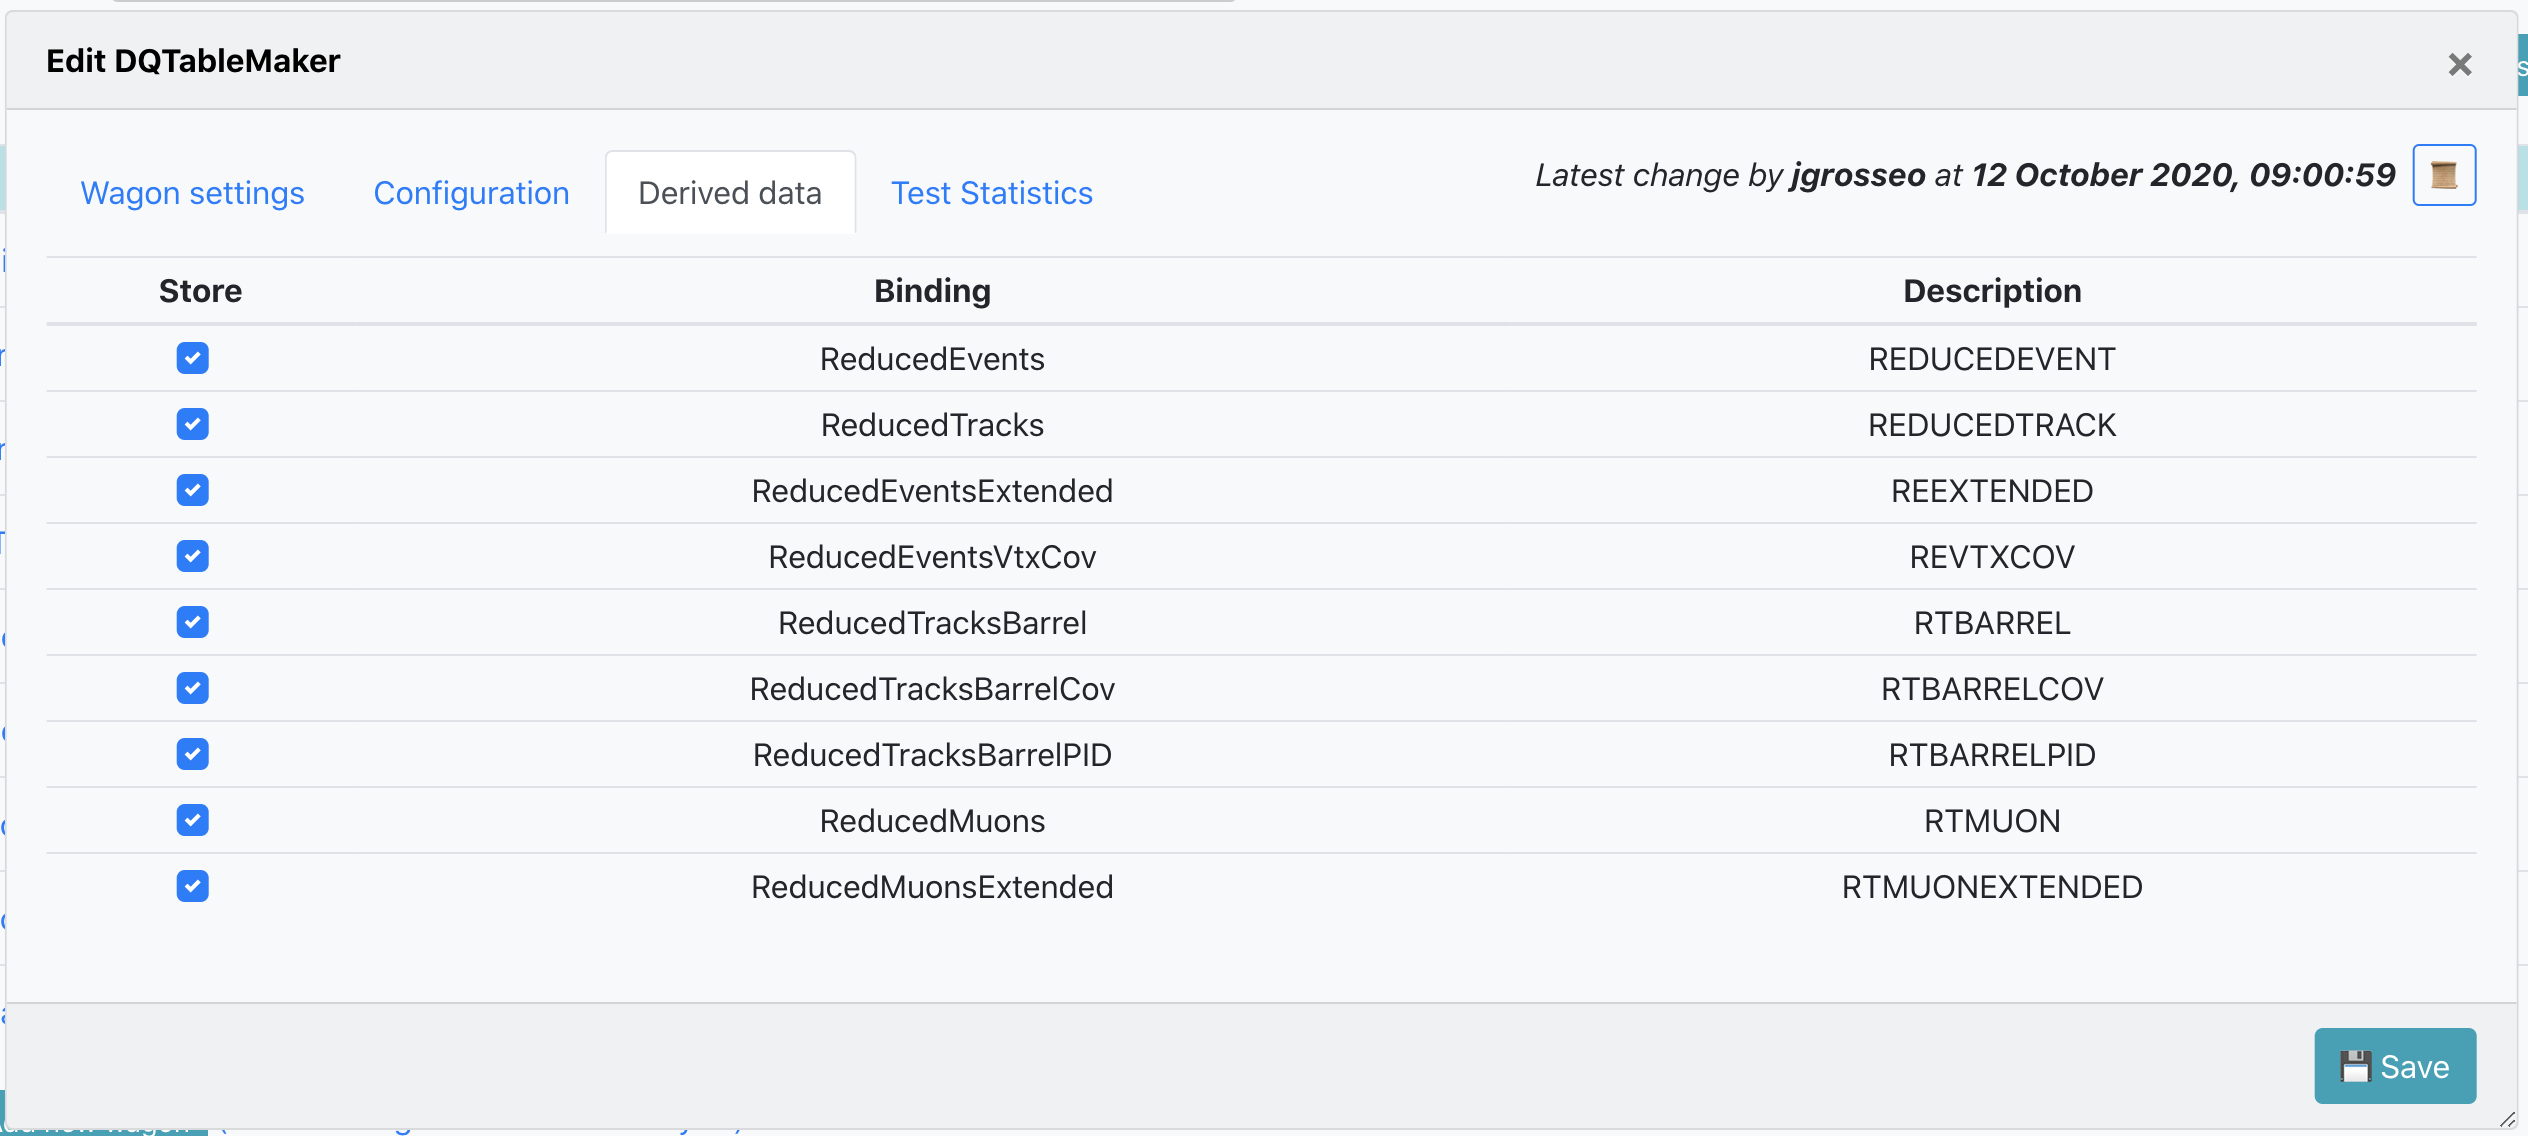 Edit DQTableMaker
Wagon settings Configuration Derived data Test Statistics Latest change by jgrosseo at 12 October 2020, 09:00:59
Store Binding Description
ReducedEvents REDUCEDEVENT
ReducedTracks REDUCEDTRACK
ReducedEventsExtended REEXTENDED
ReducedEventsVtxCov REVTXCOV
ReducedTracksBarrel RTBARREL
ReducedTracksBarrelCov RTBARRELCOV
ReducedTracksBarrelPID RTBARRELPID
ReducedMuons RTMUON
ReducedMuonsExtended RTMUONEXTENDED
Save